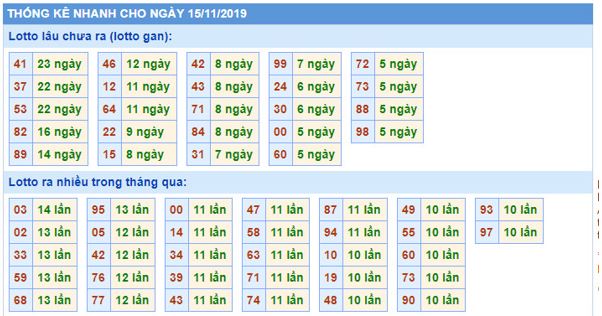 THỐNG KÊ NHANH CHO NGÀY 15/11/2019
Lotto lâu chưa ra (lotto gan):
41 23 ngày 46 12 ngày 42 8 ngày 99 7 ngày 72 5 ngày
37 22 ngày 12 11 ngày 43 8 ngày 24 6 ngày 73 5 ngày
53 22 ngày 64 11 ngày 71 8 ngày 30 6 ngày 88 5 ngày
82 16 ngày 22 9 ngày 84 8 ngày 00 5 ngày 98 5 ngày
89 14 ngày 15 8 ngày 31 7 ngày 60 5 ngày
Lotto ra nhiều trong tháng qua:
03 14 lần 95 13 lần 00 11 lần 47 11 lần 87 11 lần 49 10 lần 93 10 lần
02 13 lần 05 12 lần 14 11 lần 58 11 lần 94 11 lần 55 10 lần 97 10 lần
33 13 lần 42 12 lần 34 11 lần 63 11 lần 10 10 lần 60 10 lần
59 13 lần 76 12 lần 39 11 lần 71 11 lần 19 10 lần 73 10 lần
68 13 lần 77 12 lần 43 11 lần 74 11 lần 48 10 lần 90 10 lần